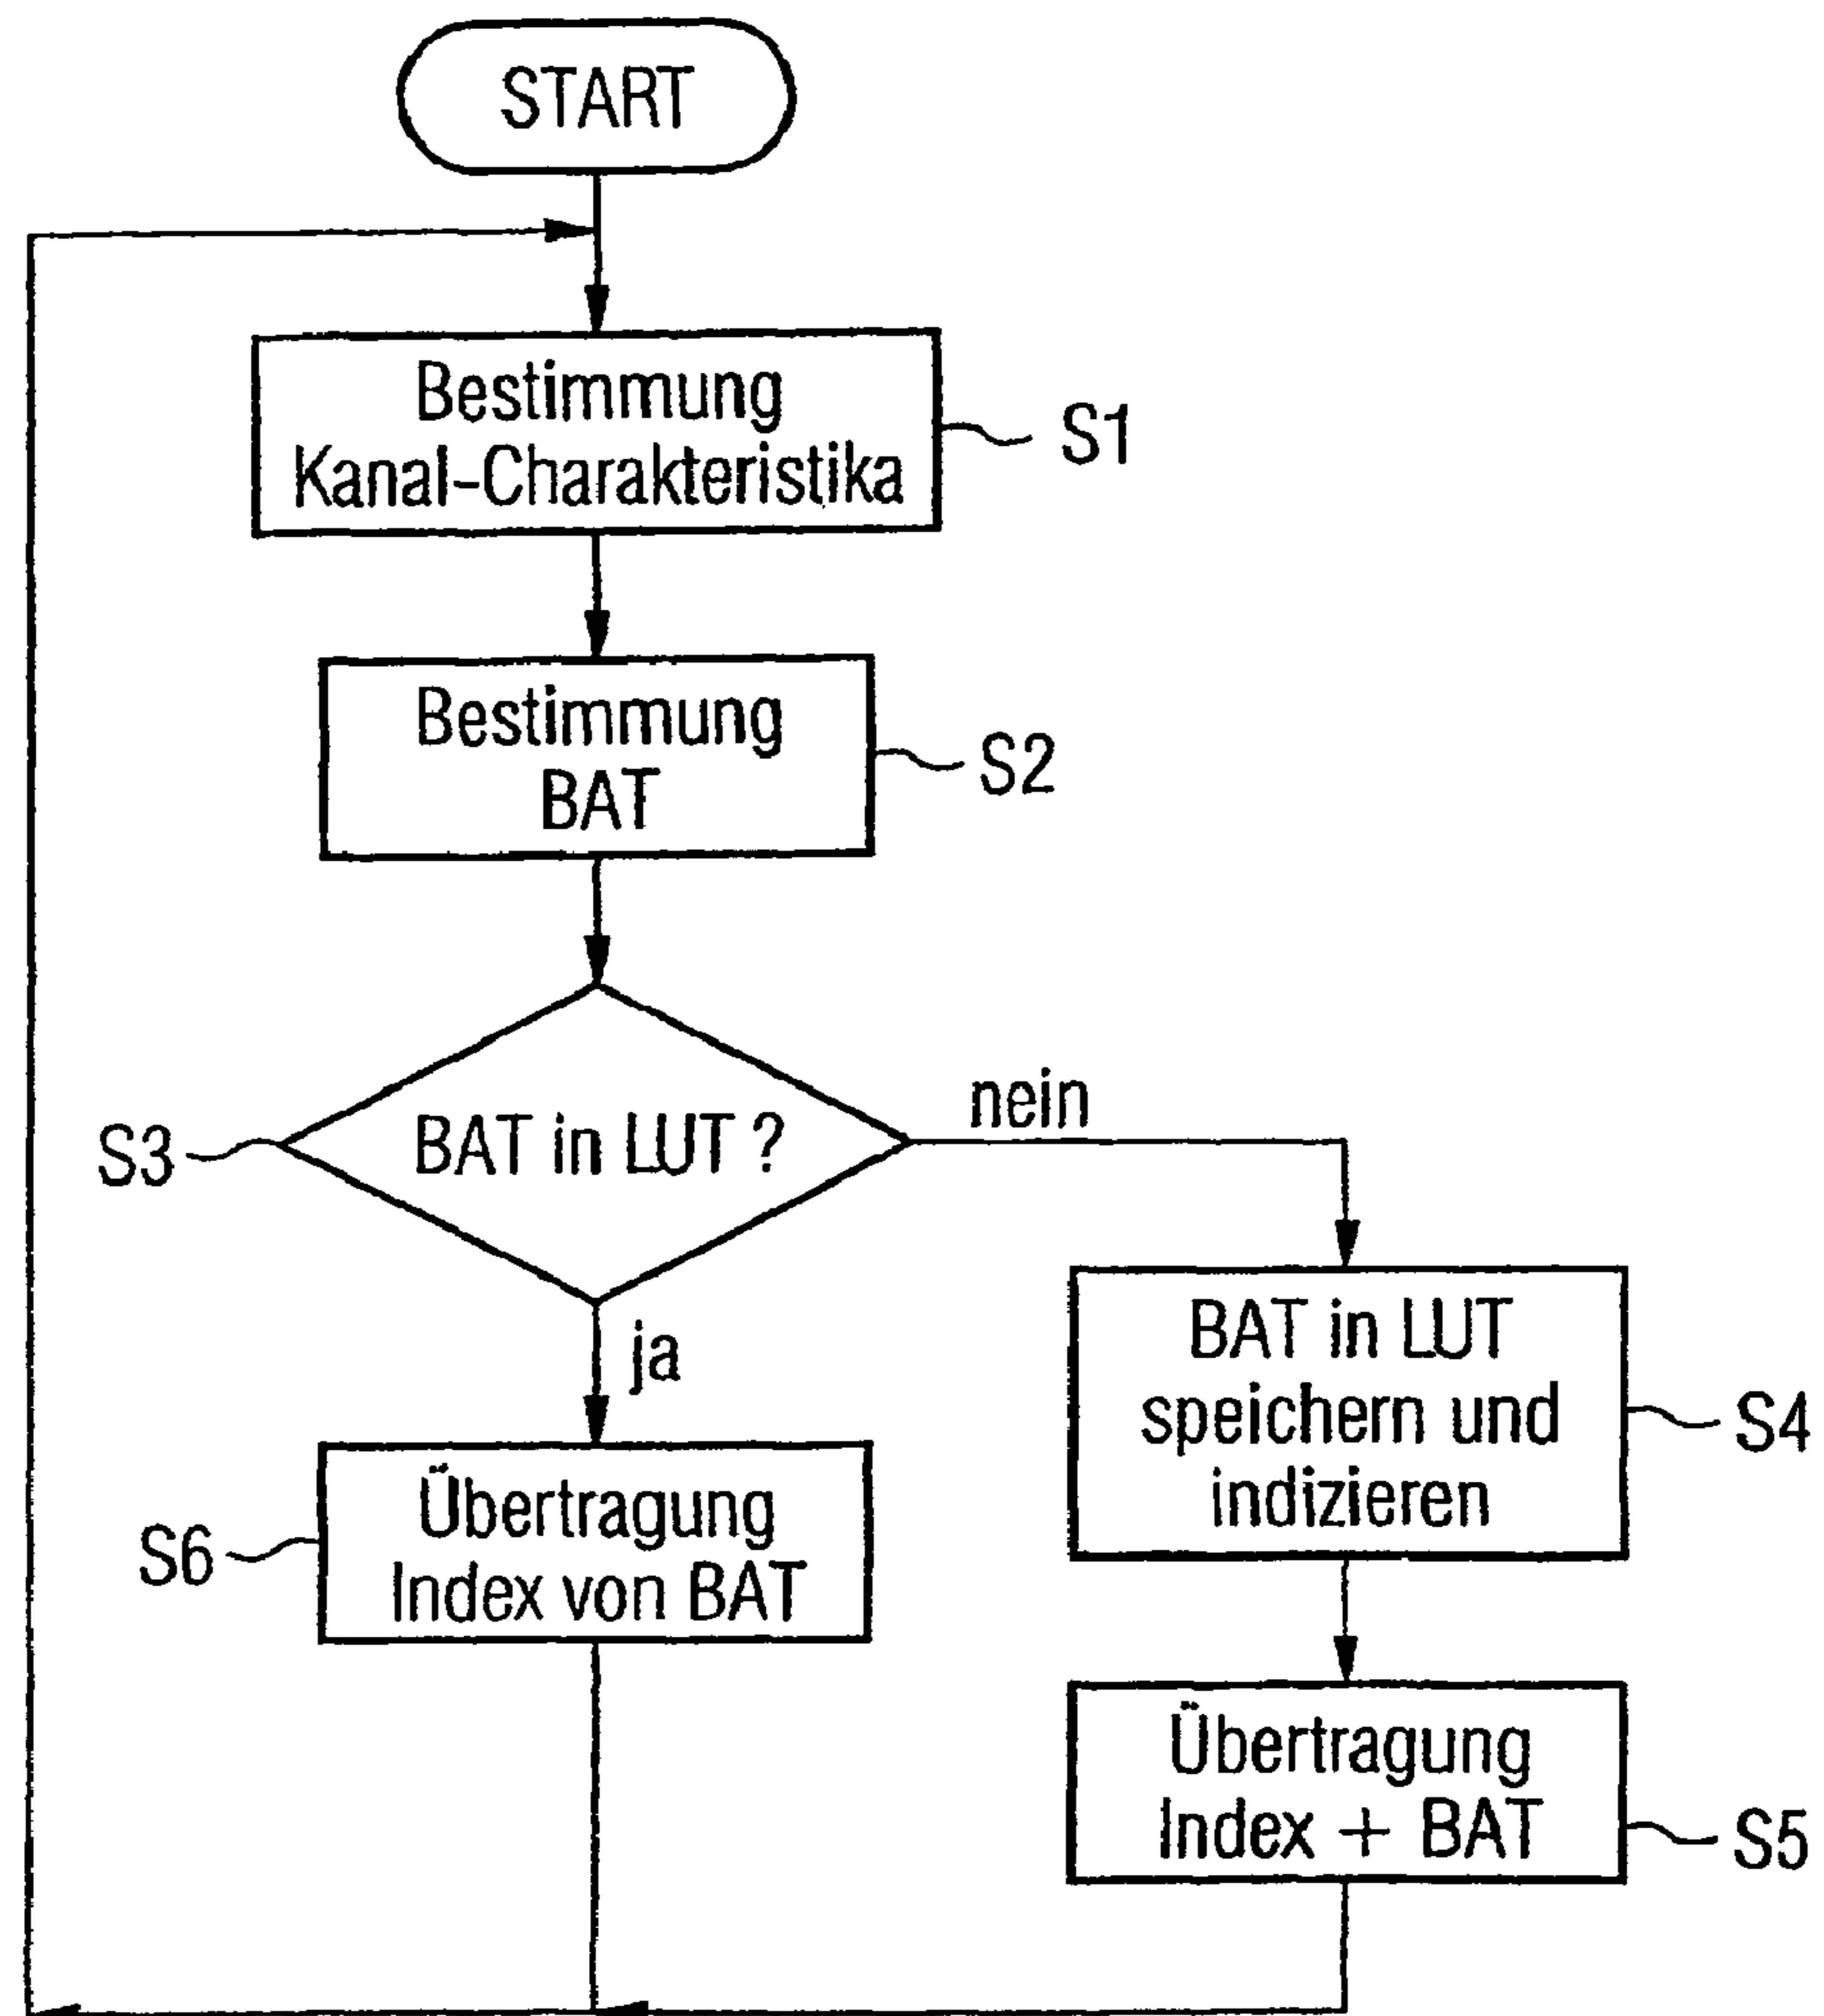 START
Bestimmung
Kanal-Charakteristika
S1
Bestimmung
BAT
S2
S3
BAT in LUT ?
nein
ja
BAT in LUT
speichern und
indizieren
S4
S6
Übertragung
Index von BAT
Übertragung
Index + BAT
S5